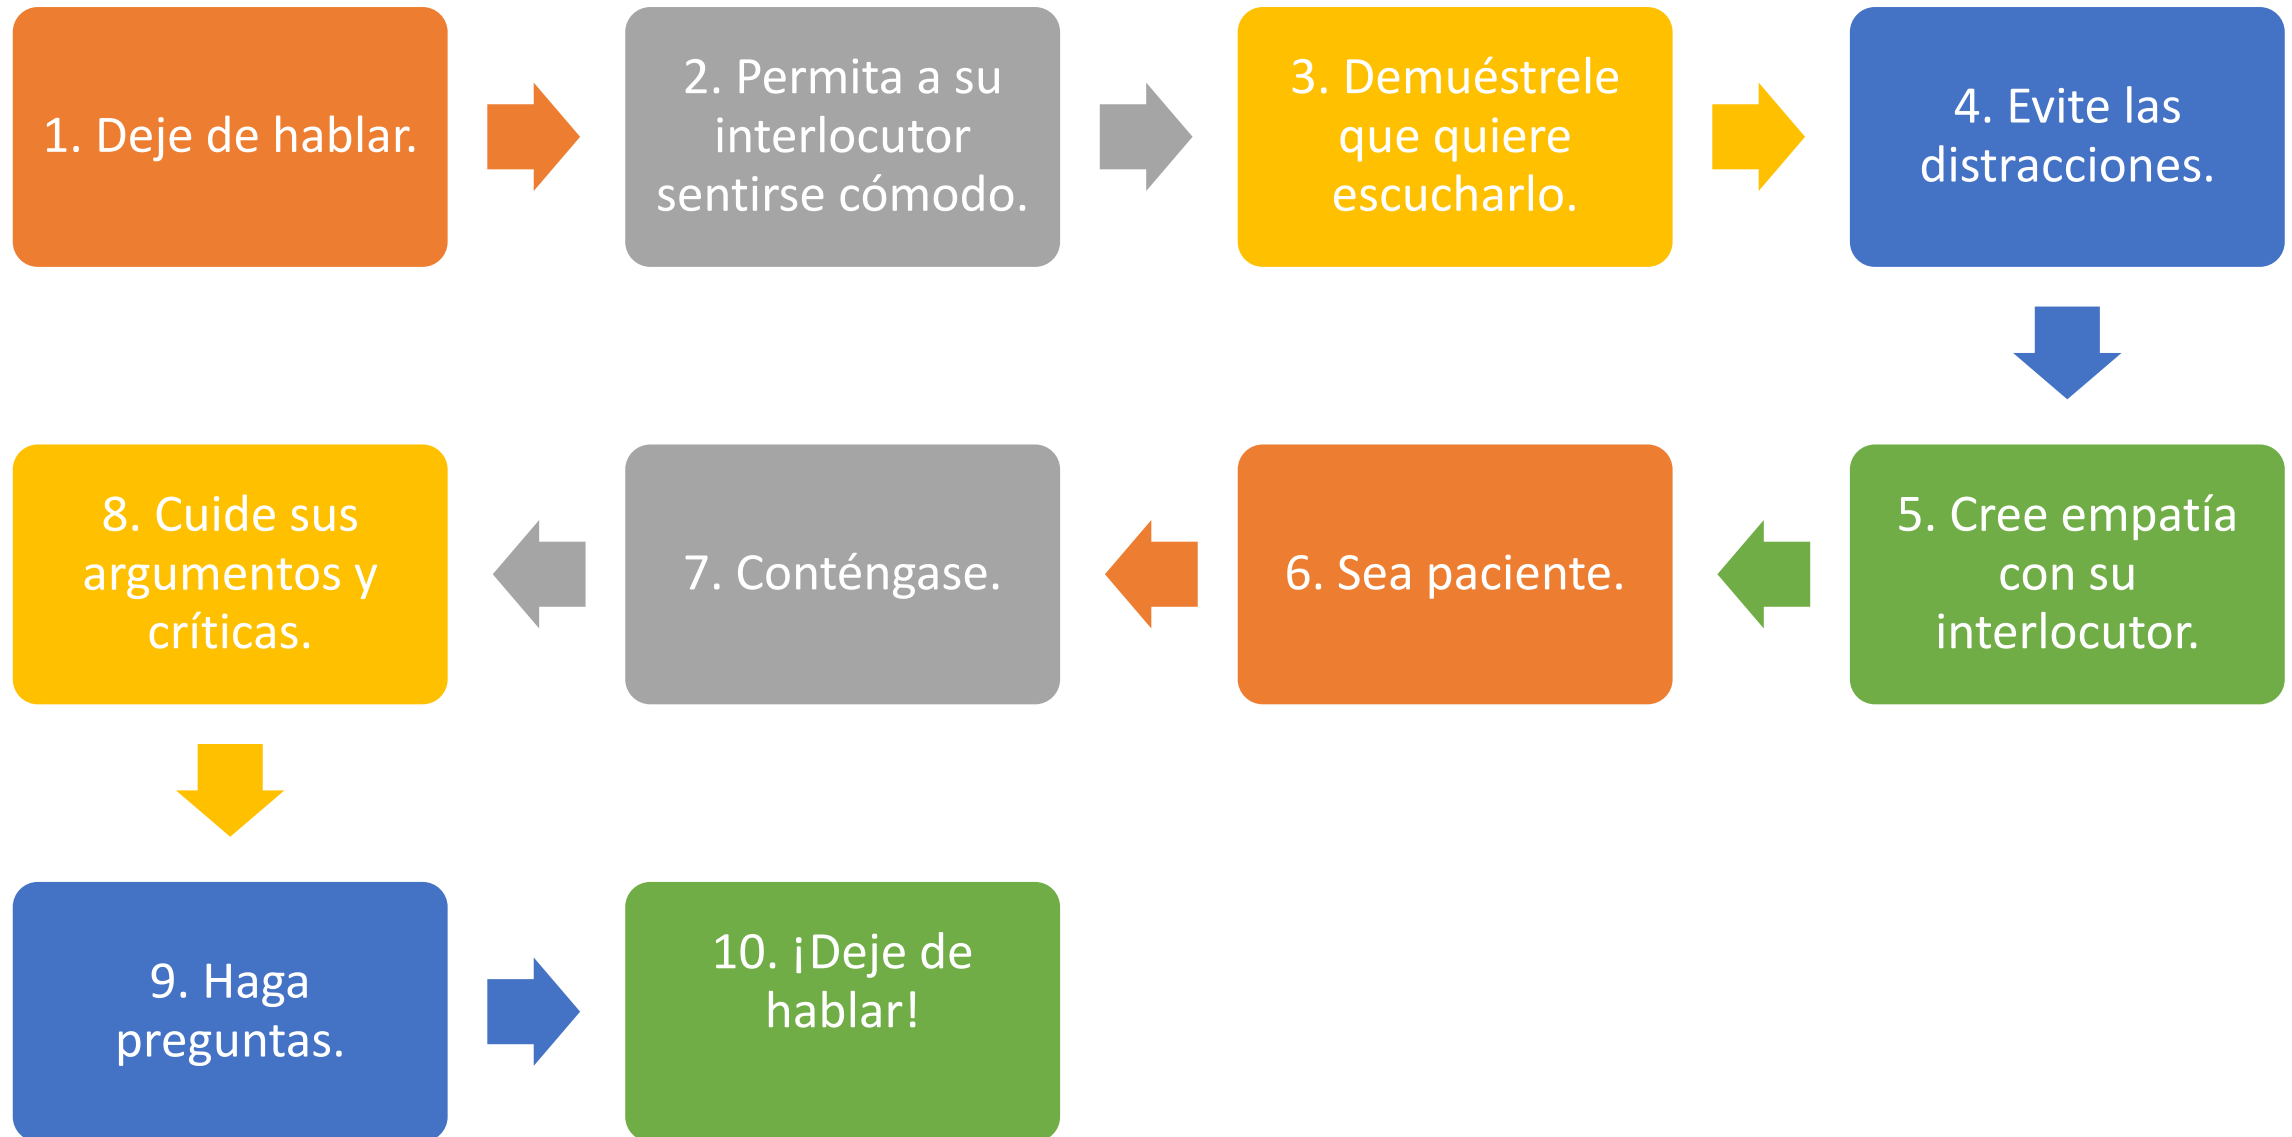 1. Deje de hablar.
2. Permita a su
interlocutor
sentirse cómodo.
3. Demuéstrele
que quiere
escucharlo.
4. Evite las
distracciones.
5. Cree empatía
con su
interlocutor.
6. Sea paciente.
7. Conténgase.
8. Cuide sus
argumentos y
críticas.
9. Haga
preguntas.
10. ¡Deje de
hablar!